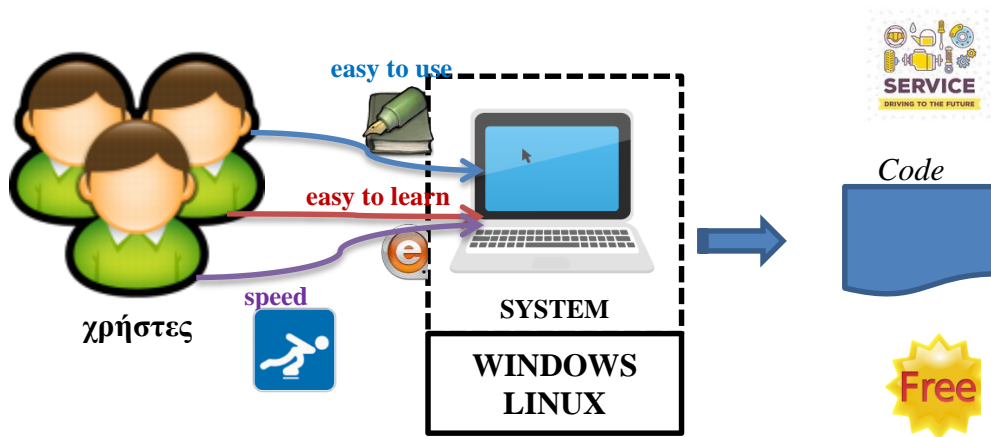 easy to use
easy to learn
speed
χρήστες
SYSTEM
WINDOWS
LINUX
SERVICE
DRIVING TO THE FUTURE
Code
Free
e